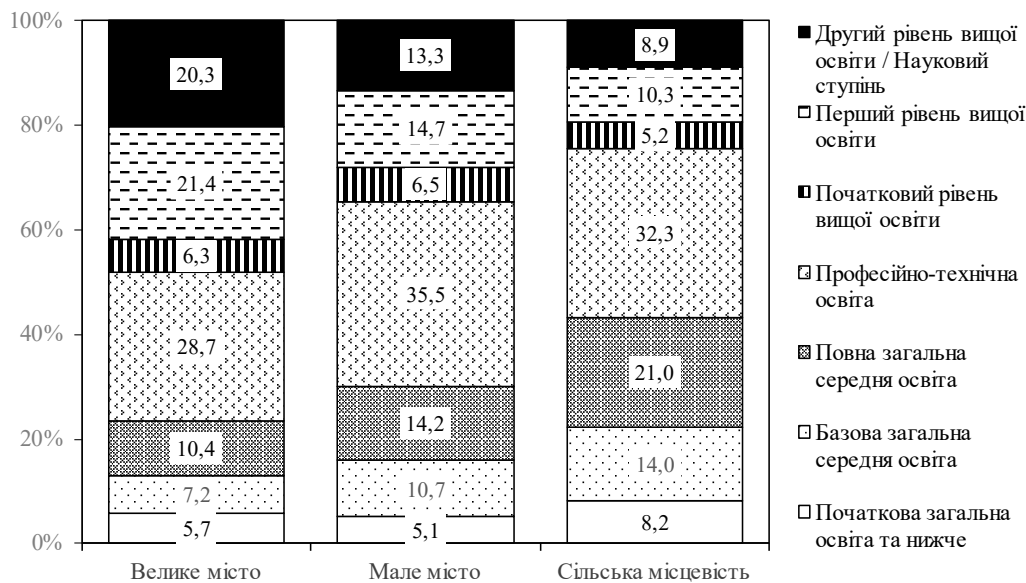 100%
80%
60%
40%
20%
0%
20,3
21,4
6,3
28,7
10,4
7,2
5,7
13,3
14,7
6,5
35,5
14,2
10,7
5,1
8,9
10,3
5,2
32,3
21,0
14,0
8,2
Велике місто
Мале місто
Сільська місцевість
Другий рівень вищої
освіти / Науковий
ступінь
Перший рівень вищої
освіти
Початковий рівень
вищої освіти
Професійно-технічна
освіта
Повна загальна
середня освіта
Базова загальна
середня освіта
Початкова загальна
освіта та нижче